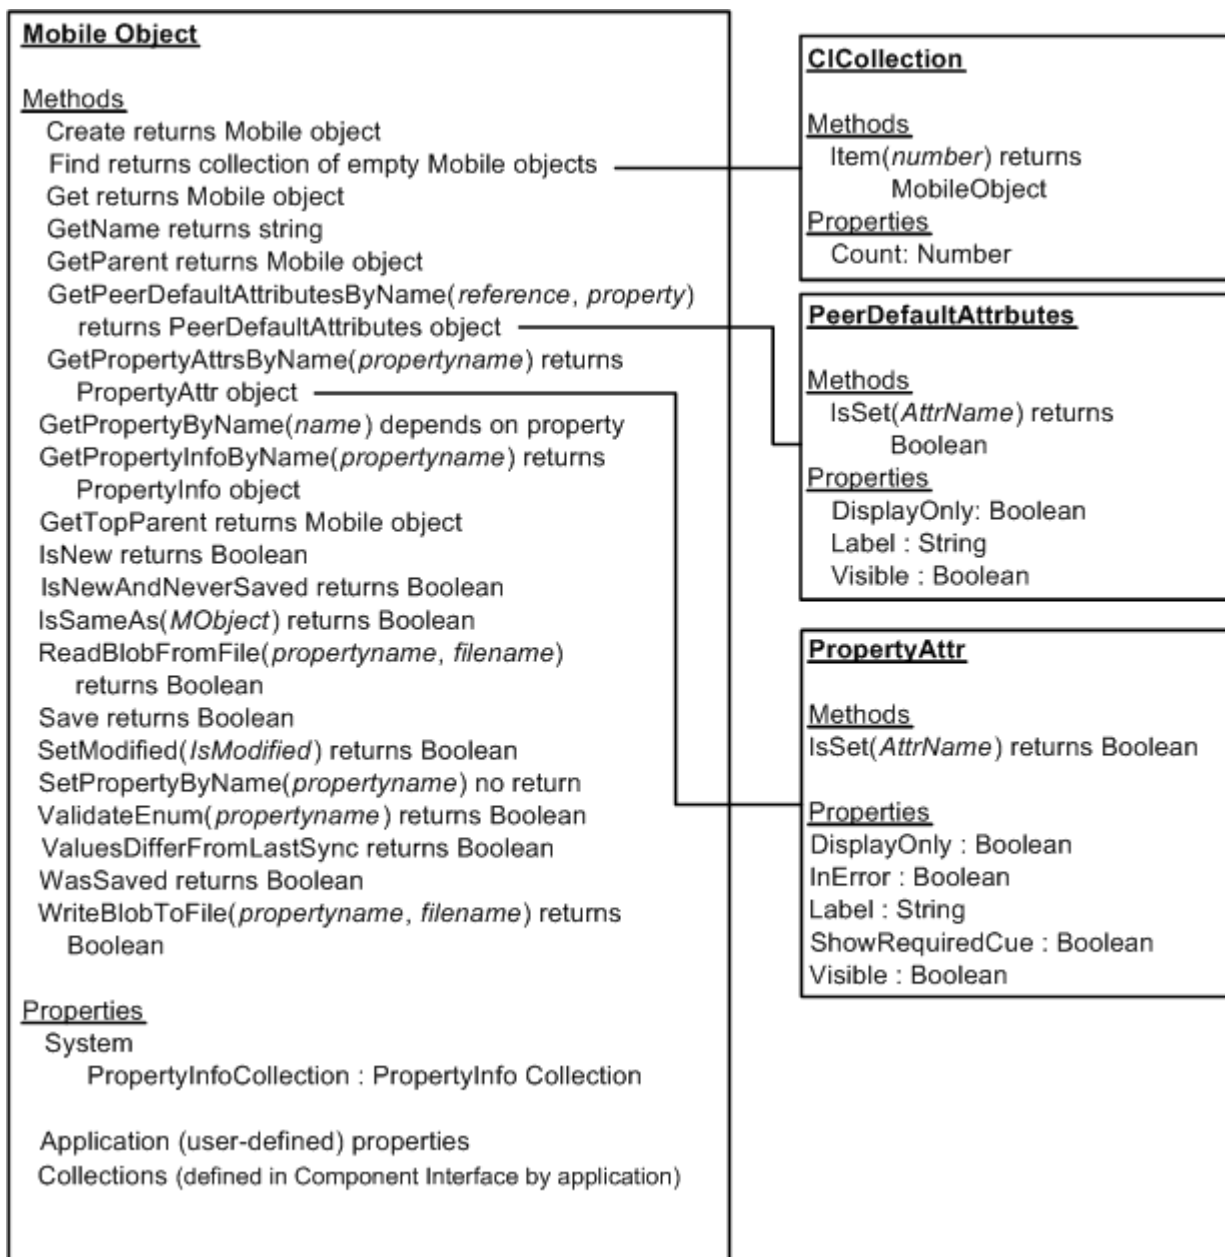 Mobile Object
Methods
Create returns Mobile object
Find returns collection of empty Mobile objects
Get returns Mobile object
GetName returns string
GetParent returns Mobile object
GetPeerDefaultAttributesByName(reference, property)
returns PeerDefaultAttributes object
GetPropertyAttrsByName(propertyname) returns
PropertyAttr object
GetPropertyByName(name) depends on property
GetPropertyInfoByName(propertyname) returns
PropertyInfo object
GetTopParent returns Mobile object
IsNew returns Boolean
IsNewAndNeverSaved returns Boolean
IsSameAs(MObject) returns Boolean
ReadBlobFromFile(propertyname, filename)
returns Boolean
Save returns Boolean
SetModified(IsModified) returns Boolean
SetPropertyByName(propertyname) no return
ValidateEnum(propertyname) returns Boolean
ValuesDifferFromLastSync returns Boolean
WasSaved returns Boolean
WriteBlobToFile(propertyname, filename) returns
Boolean
Properties
System
PropertyInfoCollection : PropertyInfo Collection
Application (user-defined) properties
Collections (defined in Component Interface by application)
CICollection
Methods
Item(number) returns
MobileObject
Properties
Count: Number
PeerDefaultAttrbutes
Methods
IsSet(AttrName) returns
Boolean
Properties
DisplayOnly: Boolean
Label : String
Visible : Boolean
PropertyAttr
Methods
IsSet(AttrName) returns Boolean
Properties
DisplayOnly : Boolean
InError : Boolean
Label : String
ShowRequiredCue : Boolean
Visible : Boolean